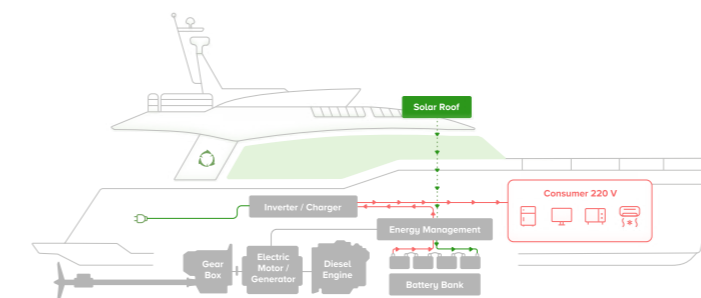 Solar Roof
Consumer 220 V
Inverter / Charger
Energy Management
Gear
Box
Electric
Motor /
Generator
Diesel
Engine
Battery Bank